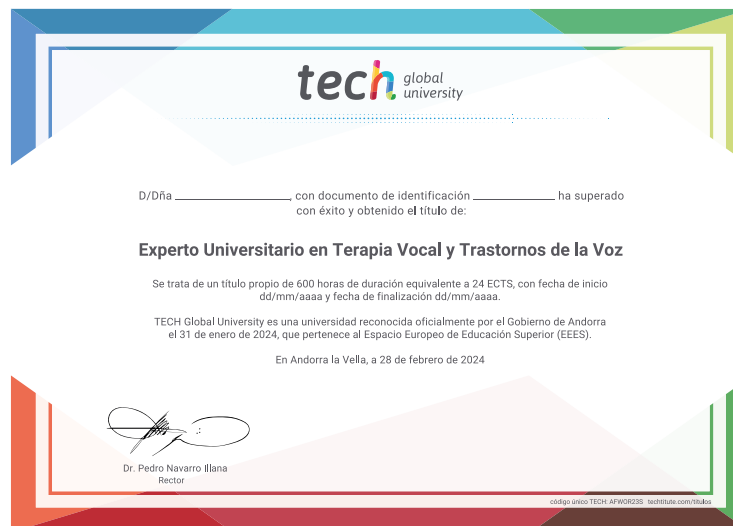 tech global university
D/Dña ____________________, con documento de identificación ______________ ha superado
con éxito y obtenido el título de:
Experto Universitario en Terapia Vocal y Trastornos de la Voz
Se trata de un título propio de 600 horas de duración equivalente a 24 ECTS, con fecha de inicio
dd/mm/aaaa y fecha de finalización dd/mm/aaaa.
TECH Global University es una universidad reconocida oficialmente por el Gobierno de Andorra
el 31 de enero de 2024, que pertenece al Espacio Europeo de Educación Superior (EEES).
En Andorra la Vella, a 28 de febrero de 2024
Dr. Pedro Navarro Illana
Rector
código único TECH: AFWOR23S techtitute.com/titulos